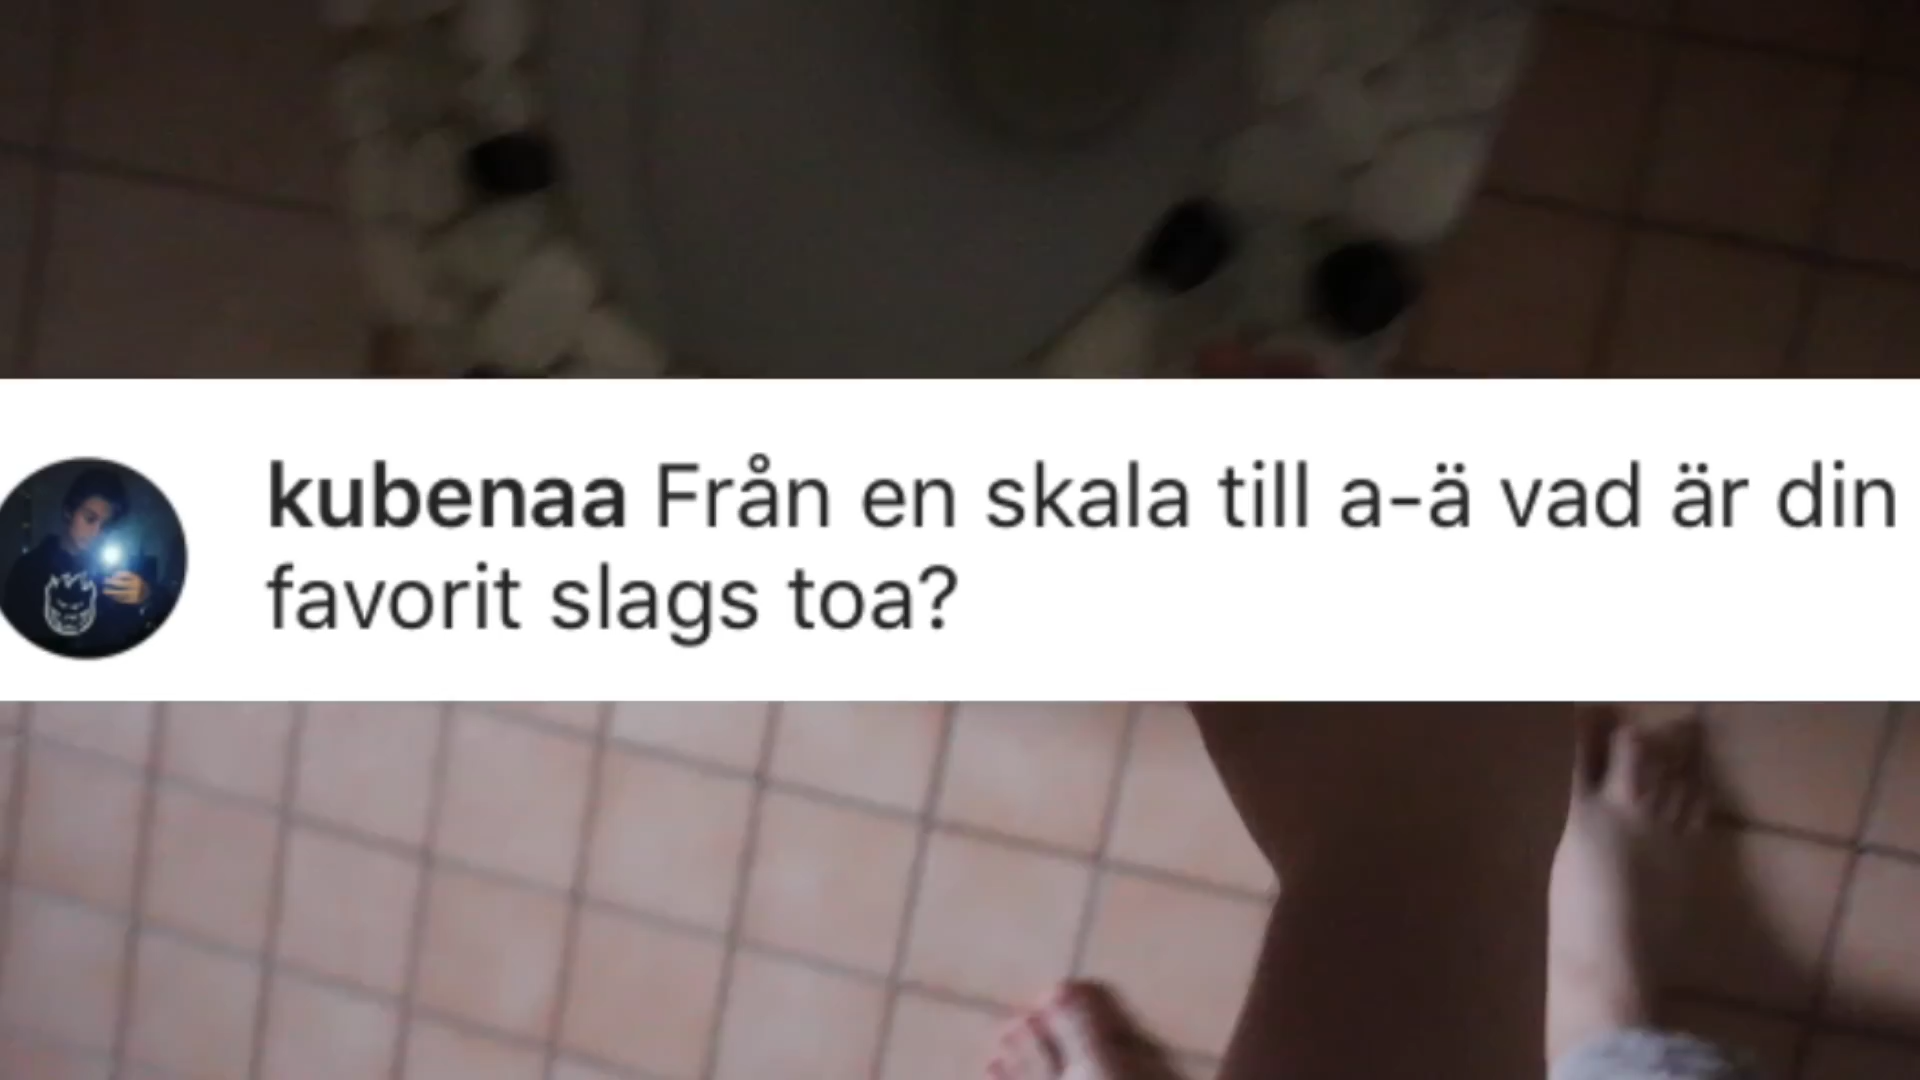 kubenaa Från en skala till a-ä vad är din
favorit slags toa?